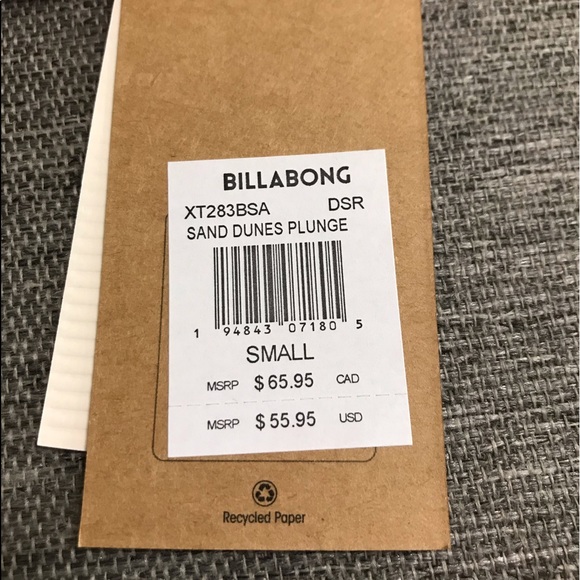 BILLABONG
XT283BSA DSR
SAND DUNES PLUNGE
1 94843 07180 5
SMALL
MSRP $65.95 CAD
MSRP $55.95 USD
Recycled Paper